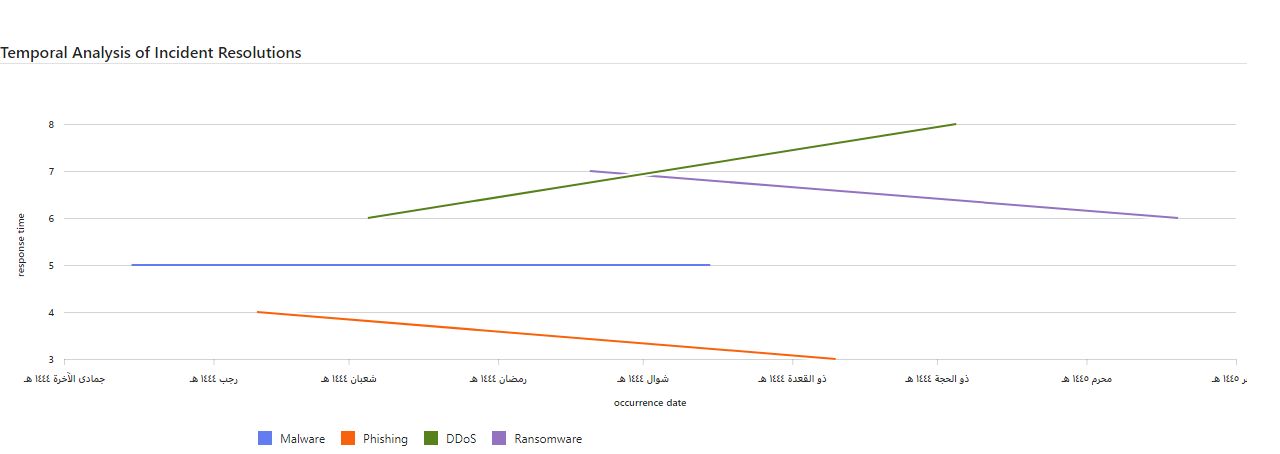 Temporal Analysis of Incident Resolutions
8
7
6
5
4
3
response time
جمادى الآخرة ١٤٤٤ هـ
رجب ١٤٤٤ هـ
شعبان ١٤٤٤ هـ
رمضان ١٤٤٤ هـ
شوال ١٤٤٤ هـ
ذو القعدة ١٤٤٤ هـ
ذو الحجة ١٤٤٤ هـ
محرم ١٤٤٥ هـ
١٤٤٥ هـ
occurrence date
Malware
Phishing
DDoS
Ransomware